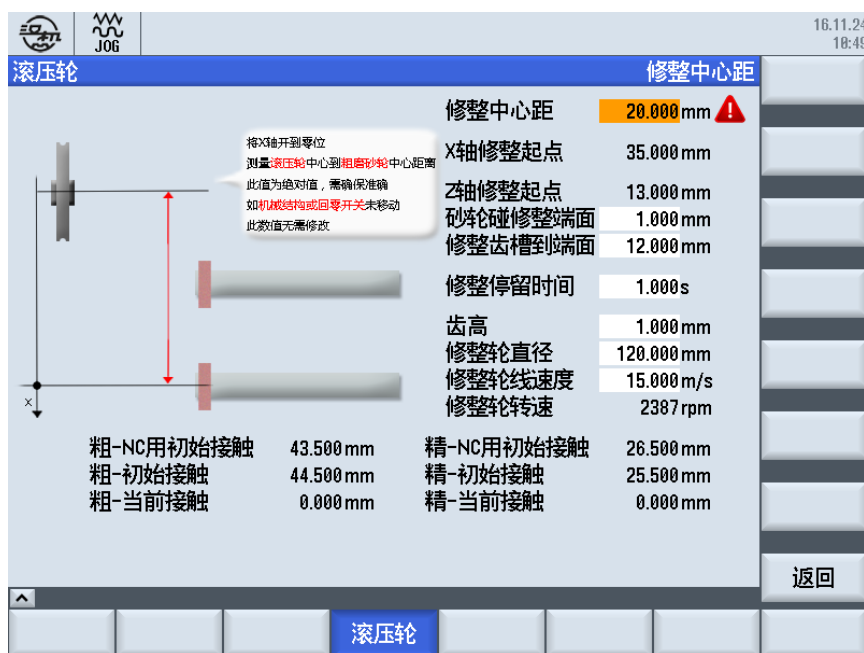 汉机
JOG
16.11.24
10:49
滚压轮
修整中心距
将X轴开到零位
测量滚压轮中心到粗磨砂轮中心距离
此值为绝对值，需确保准确
如机械结构或回零开关未移动
此数值无需修改
修整中心距 20.000mm
X轴修整起点 35.000mm
Z轴修整起点 13.000mm
砂轮碰修整端面 1.000mm
修整齿槽到端面 12.000mm
修整停留时间 1.000s
齿高 1.000mm
修整轮直径 120.000mm
修整轮线速度 15.000m/s
修整轮转速 2387rpm
x
粗-NC用初始接触 43.500mm 精-NC用初始接触 26.500mm
粗-初始接触 44.500mm 精-初始接触 25.500mm
粗-当前接触 0.000mm 精-当前接触 0.000mm
返回
滚压轮